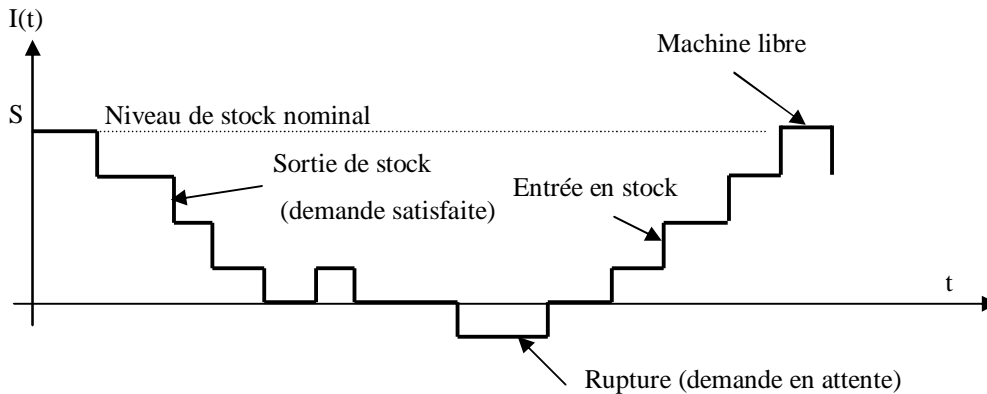 I(t)
Machine libre
S
Niveau de stock nominal
Sortie de stock
(demande satisfaite)
Entrée en stock
t
Rupture (demande en attente)